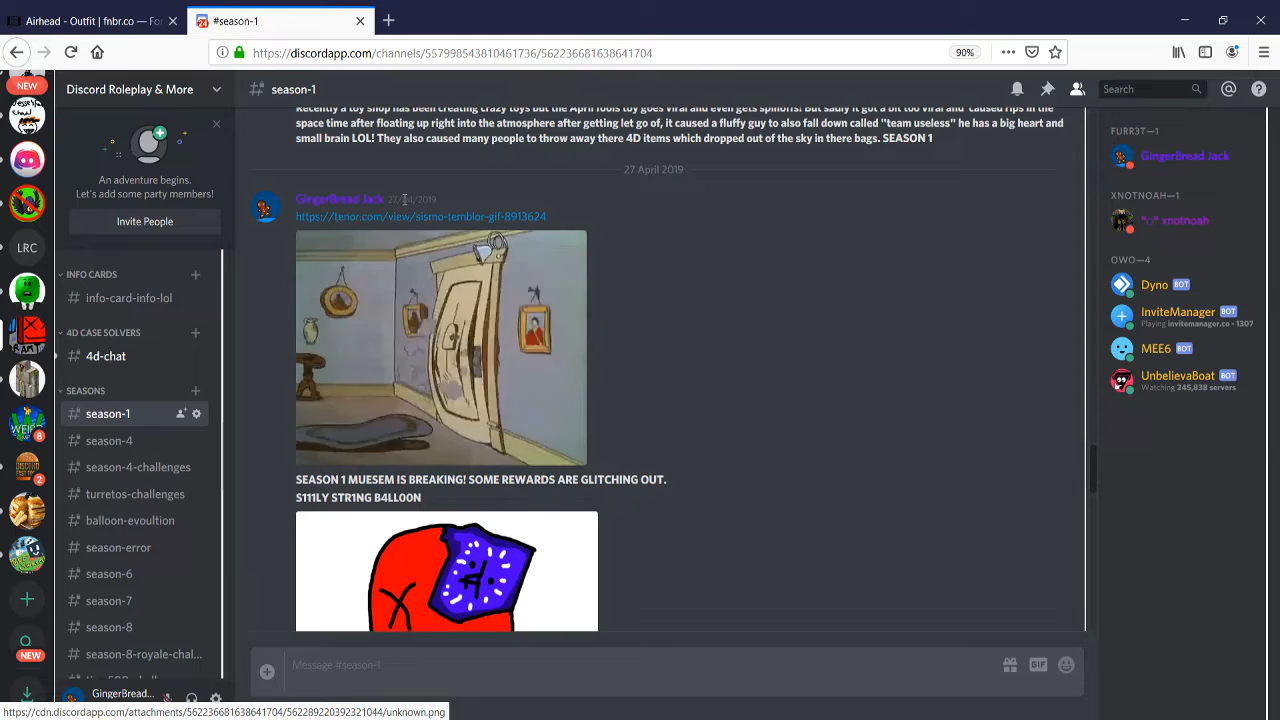 Airhead - Outfit | fnbr.co — Fo
#season-1
https://discordapp.com/channels/557998543810461736/562236681638641704
90%
NEW
Discord Roleplay & More
season-1
Search
An adventure begins.
Let's add some party members!
Invite People
LRC
INFO CARDS
info-card-info-lol
4D CASE SOLVERS
4d-chat
SEASONS
season-1
season-4
season-4-challenges
turretos-challenges
balloon-evoultion
season-error
season-6
season-7
season-8
season-8-royale-chal...
8
2
NEW
GingerBread...
Recently a toy shop has been creating crazy toys but the April fools toy goes viral and even gets spinoffs! But sadly it got a bit too viral and caused rips in the
space time after floating up right into the atmosphere after getting let go of, it caused a fluffy guy to also fall down called "team useless" he has a big heart and
small brain LOL! They also caused many people to throw away there 4D items which dropped out of the sky in there bags. SEASON 1
27 April 2019
GingerBread Jack 27/04/2019
https://tenor.com/view/sismo-temblor-gif-8913624
SEASON 1 MUESEM IS BREAKING! SOME REWARDS ARE GLITCHING OUT.
S111LY STR1NG B4LL00N
Message #season-1
GIF
FURR3T—1
GingerBread Jack
XNOTNOAH—1
xnotnoah
OWO—4
Dyno BOT
InviteManager BOT
Playing invitemanager.co - 1307
MEE6 BOT
UnbelievaBoat BOT
Watching 245,838 servers
https://cdn.discordapp.com/attachments/562236681638641704/562289220392321044/unknown.png